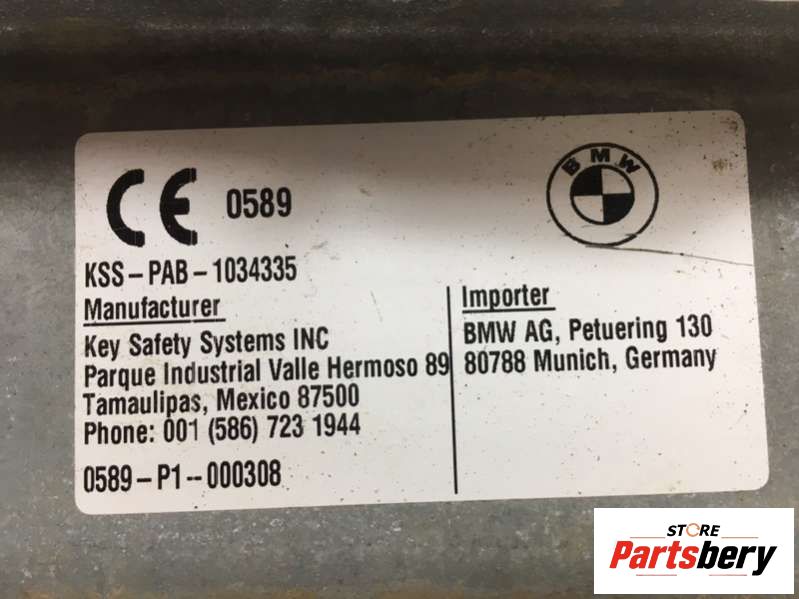 CE 0589
BMW
KSS-PAB-1034335
Manufacturer
Key Safety Systems INC
Parque Industrial Valle Hermoso 89
Tamaulipas, Mexico 87500
Phone: 001 (586) 723 1944
0589-P1--000308
Importer
BMW AG, Petuering 130
80788 Munich, Germany
STORE
Partsbery